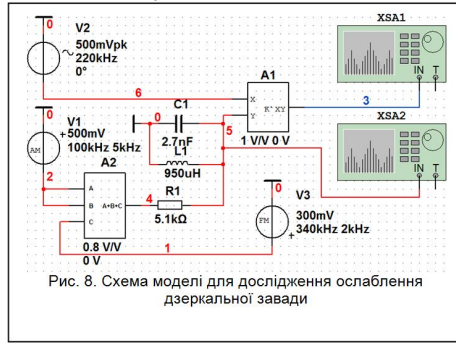 0
V2
500mVpk
220kHz
0°
XSA1
IN T
A1
X
Y
K*XY
1 V/V 0 V
6
3
XSA2
IN T
0
C1
2.7nF
L1
950uH
5
0
V1
+500mV
100kHz 5kHz
AM
2
A2
A
B
C
A+B+C
0.8 V/V
0 V
4
R1
5.1kΩ
1
0
V3
300mV
340kHz 2kHz
FM
+
Рис. 8. Схема моделі для дослідження ослаблення
дзеркальної завади